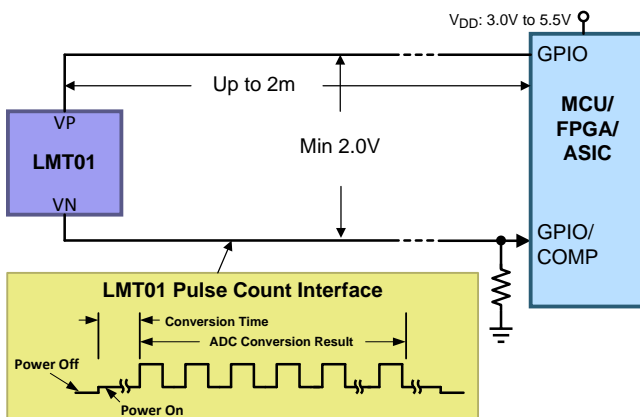 VDD: 3.0V to 5.5V
GPIO
Up to 2m
MCU/
FPGA/
ASIC
VP
LMT01
VN
Min 2.0V
GPIO/
COMP
LMT01 Pulse Count Interface
Conversion Time
ADC Conversion Result
Power Off
Power On